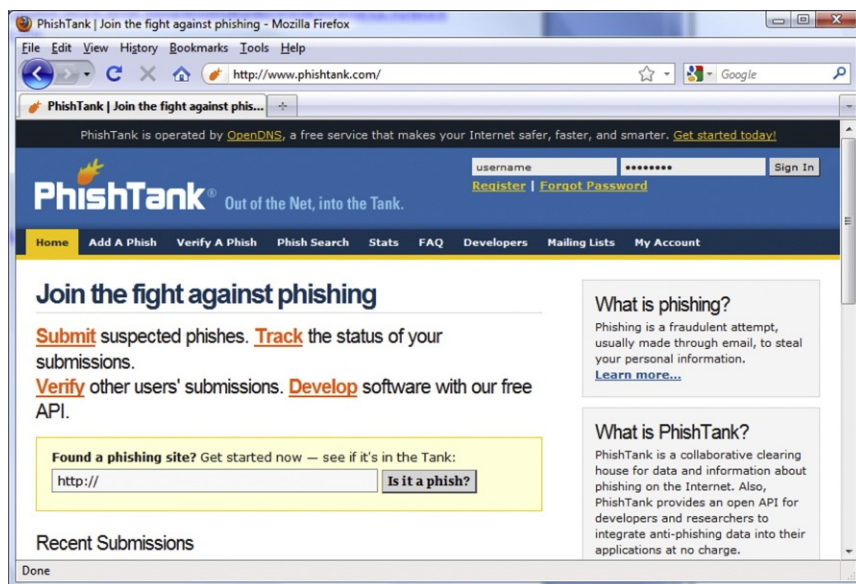 PhishTank | Join the fight against phishing - Mozilla Firefox
File Edit View History Bookmarks Tools Help
http://www.phishtank.com/
Google
PhishTank | Join the fight against phis...
PhishTank is operated by OpenDNS, a free service that makes your Internet safer, faster, and smarter. Get started today!
username
•••••••• Sign In
Register | Forgot Password
PhishTank® Out of the Net, into the Tank.
Home Add A Phish Verify A Phish Phish Search Stats FAQ Developers Mailing Lists My Account
Join the fight against phishing
Submit suspected phishes. Track the status of your
submissions.
Verify other users' submissions. Develop software with our free
API.
Found a phishing site? Get started now — see if it's in the Tank:
http:// Is it a phish?
Recent Submissions
What is phishing?
Phishing is a fraudulent attempt,
usually made through email, to steal
your personal information.
Learn more...
What is PhishTank?
PhishTank is a collaborative clearing
house for data and information about
phishing on the Internet. Also,
PhishTank provides an open API for
developers and researchers to
integrate anti-phishing data into their
applications at no charge.
Done